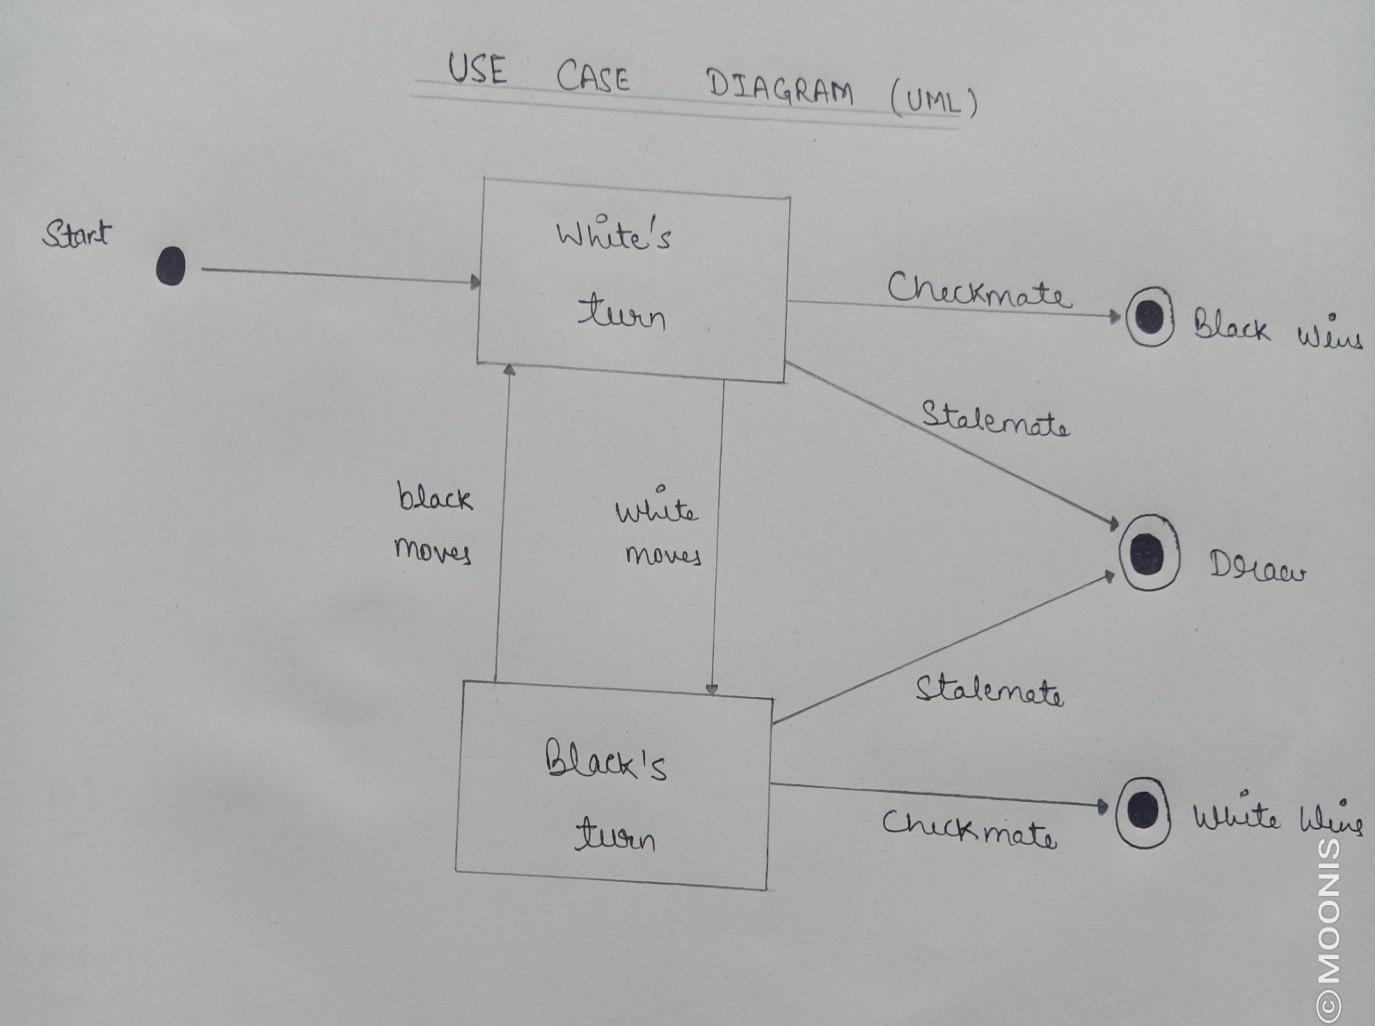 USE CASE DIAGRAM (UML)
Start
White's
turn
Checkmate
Black Wins
Stalemate
black
moves
white
moves
Draw
Stalemate
Black's
turn
Checkmate
White Wins
©MOONIS